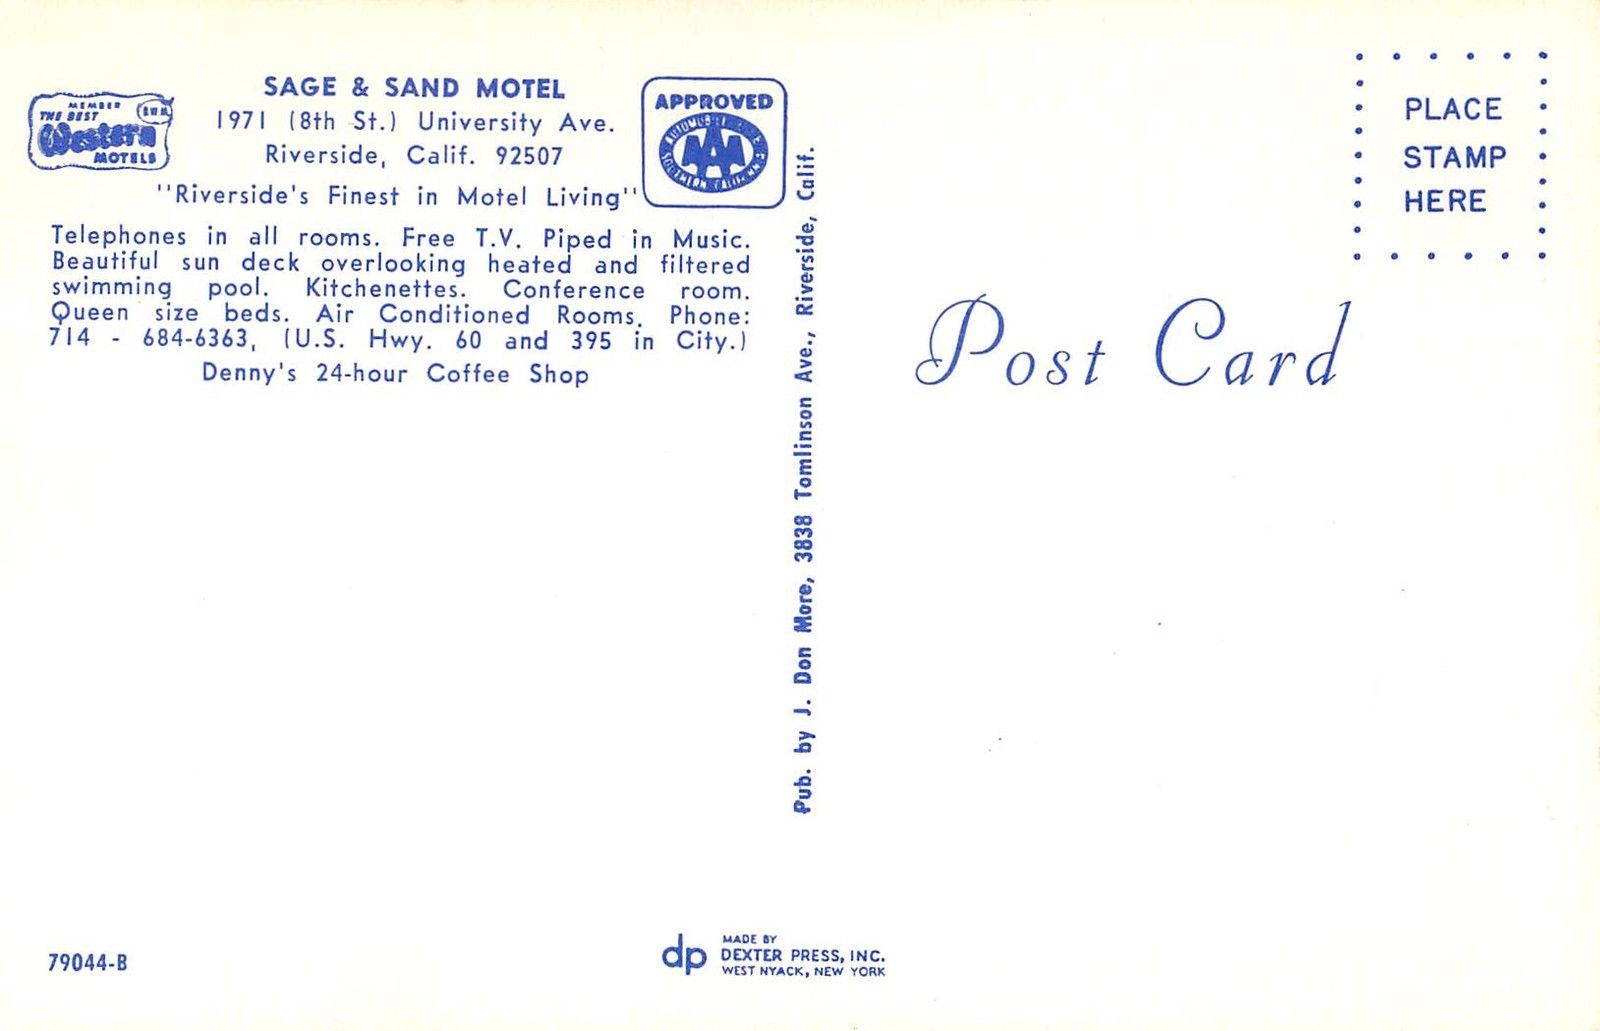 SAGE & SAND MOTEL
1971 (8th St.) University Ave.
Riverside, Calif. 92507
"Riverside's Finest in Motel Living"
MEMBER
THE BEST
B.W.M.
Western
MOTELS
APPROVED
AAA
Telephones in all rooms. Free T.V. Piped in Music.
Beautiful sun deck overlooking heated and filtered
swimming pool. Kitchenettes. Conference room.
Queen size beds. Air Conditioned Rooms. Phone:
714 - 684-6363, (U.S. Hwy. 60 and 395 in City.)
Denny's 24-hour Coffee Shop
Pub. by J. Don More, 3838 Tomlinson Ave., Riverside, Calif.
PLACE
STAMP
HERE
Post Card
79044-B
dp
MADE BY
DEXTER PRESS, INC.
WEST NYACK, NEW YORK